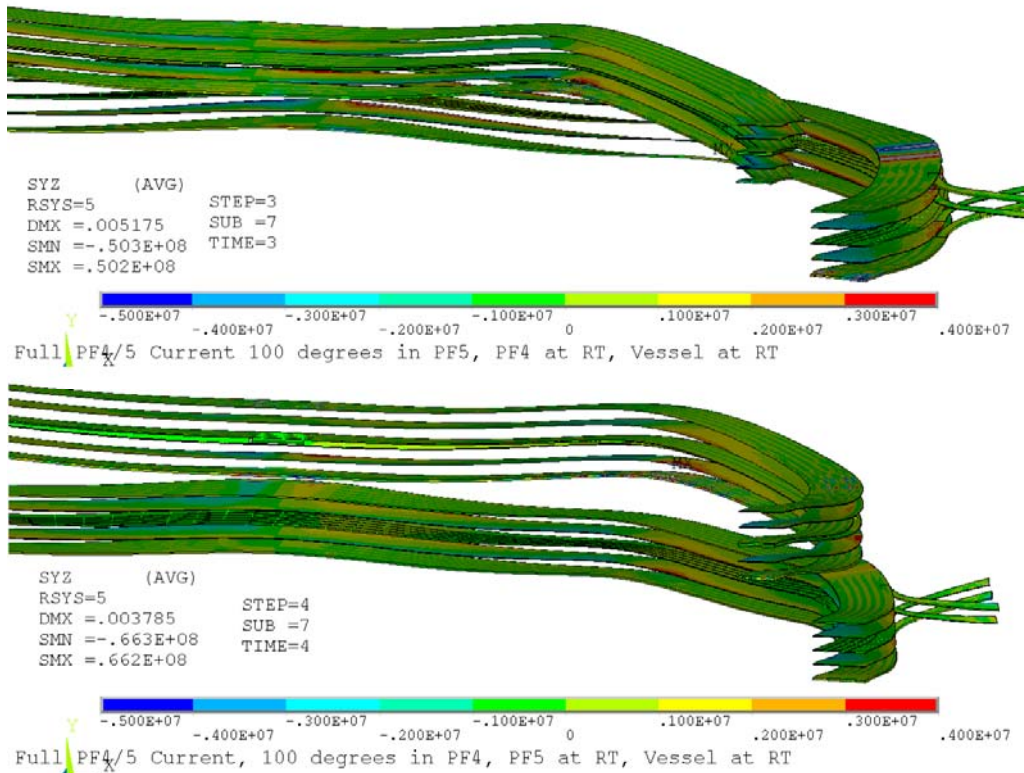 SYZ (AVG)
RSYS=5 STEP=3
DMX =.005175 SUB =7
SMN =-.503E+08 TIME=3
SMX =.502E+08
-.500E+07 -.300E+07 -.100E+07 .100E+07 .300E+07
-.400E+07 -.200E+07 0 .200E+07 .400E+07
Y
X
Full PF4/5 Current 100 degrees in PF5, PF4 at RT, Vessel at RT
SYZ (AVG)
RSYS=5 STEP=4
DMX =.003785 SUB =7
SMN =-.663E+08 TIME=4
SMX =.662E+08
-.500E+07 -.300E+07 -.100E+07 .100E+07 .300E+07
-.400E+07 -.200E+07 0 .200E+07 .400E+07
Y
X
Full PF4/5 Current, 100 degrees in PF4, PF5 at RT, Vessel at RT